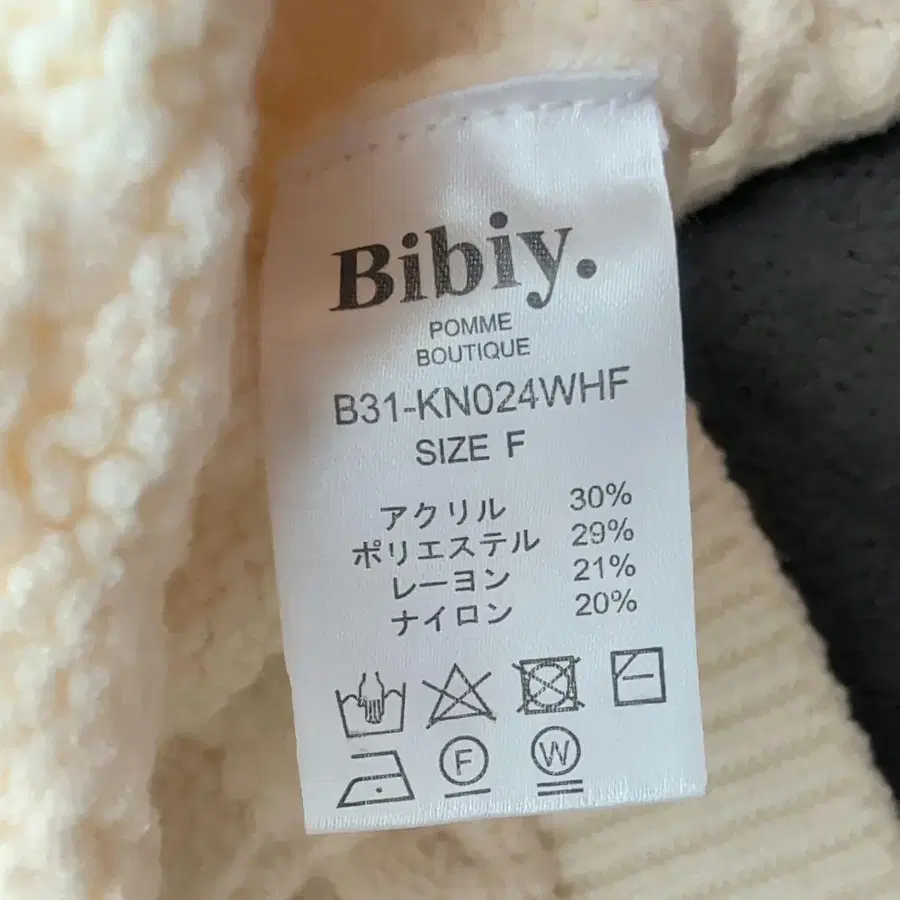 Bibiy.
POMME
BOUTIQUE
B31-KN024WHF
SIZE F
アクリル 30%
ポリエステル 29%
レーヨン 21%
ナイロン 20%
F W